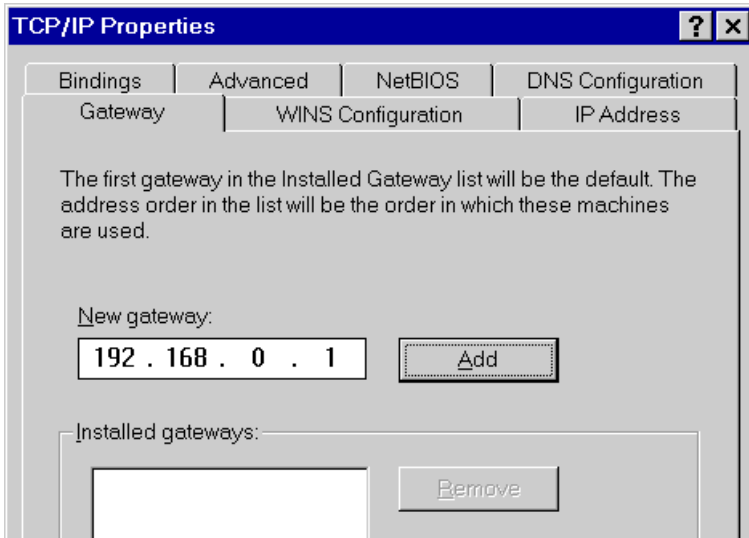 TCP/IP Properties
Bindings Advanced NetBIOS DNS Configuration
Gateway WINS Configuration IP Address
The first gateway in the Installed Gateway list will be the default. The
address order in the list will be the order in which these machines
are used.
New gateway:
192 . 168 . 0 . 1 Add
Installed gateways:
Remove